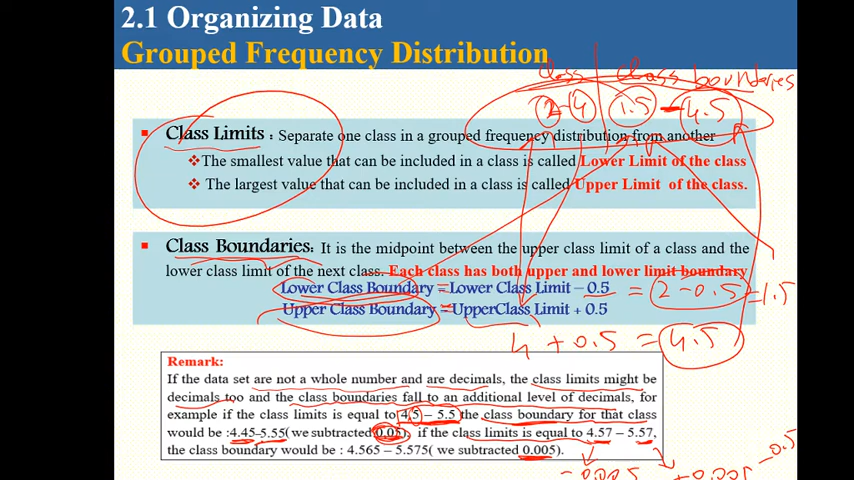 2.1 Organizing Data
Grouped Frequency Distribution
class | class boundaries
2-4 | 1.5 - 4.5
▪ Class Limits : Separate one class in a grouped frequency distribution from another
❖The smallest value that can be included in a class is called Lower Limit of the class
❖ The largest value that can be included in a class is called Upper Limit of the class.
▪ Class Boundaries: It is the midpoint between the upper class limit of a class and the
lower class limit of the next class. Each class has both upper and lower limit boundary
Lower Class Boundary = Lower Class Limit – 0.5 = 2 - 0.5 = 1.5
Upper Class Boundary = UpperClass Limit + 0.5
4 + 0.5 = 4.5
Remark:
If the data set are not a whole number and are decimals, the class limits might be
decimals too and the class boundaries fall to an additional level of decimals, for
example if the class limits is equal to 4.5 – 5.5 the class boundary for that class
would be :4.45-5.55( we subtracted 0.05), if the class limits is equal to 4.57 – 5.57,
the class boundary would be : 4.565 – 5.575( we subtracted 0.005).
-0.005 +0.005 -0.5